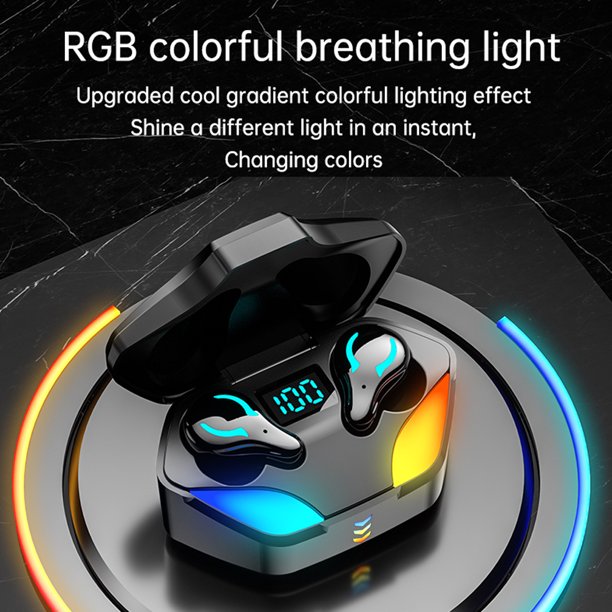 RGB colorful breathing light
Upgraded cool gradient colorful lighting effect
Shine a different light in an instant,
Changing colors
100